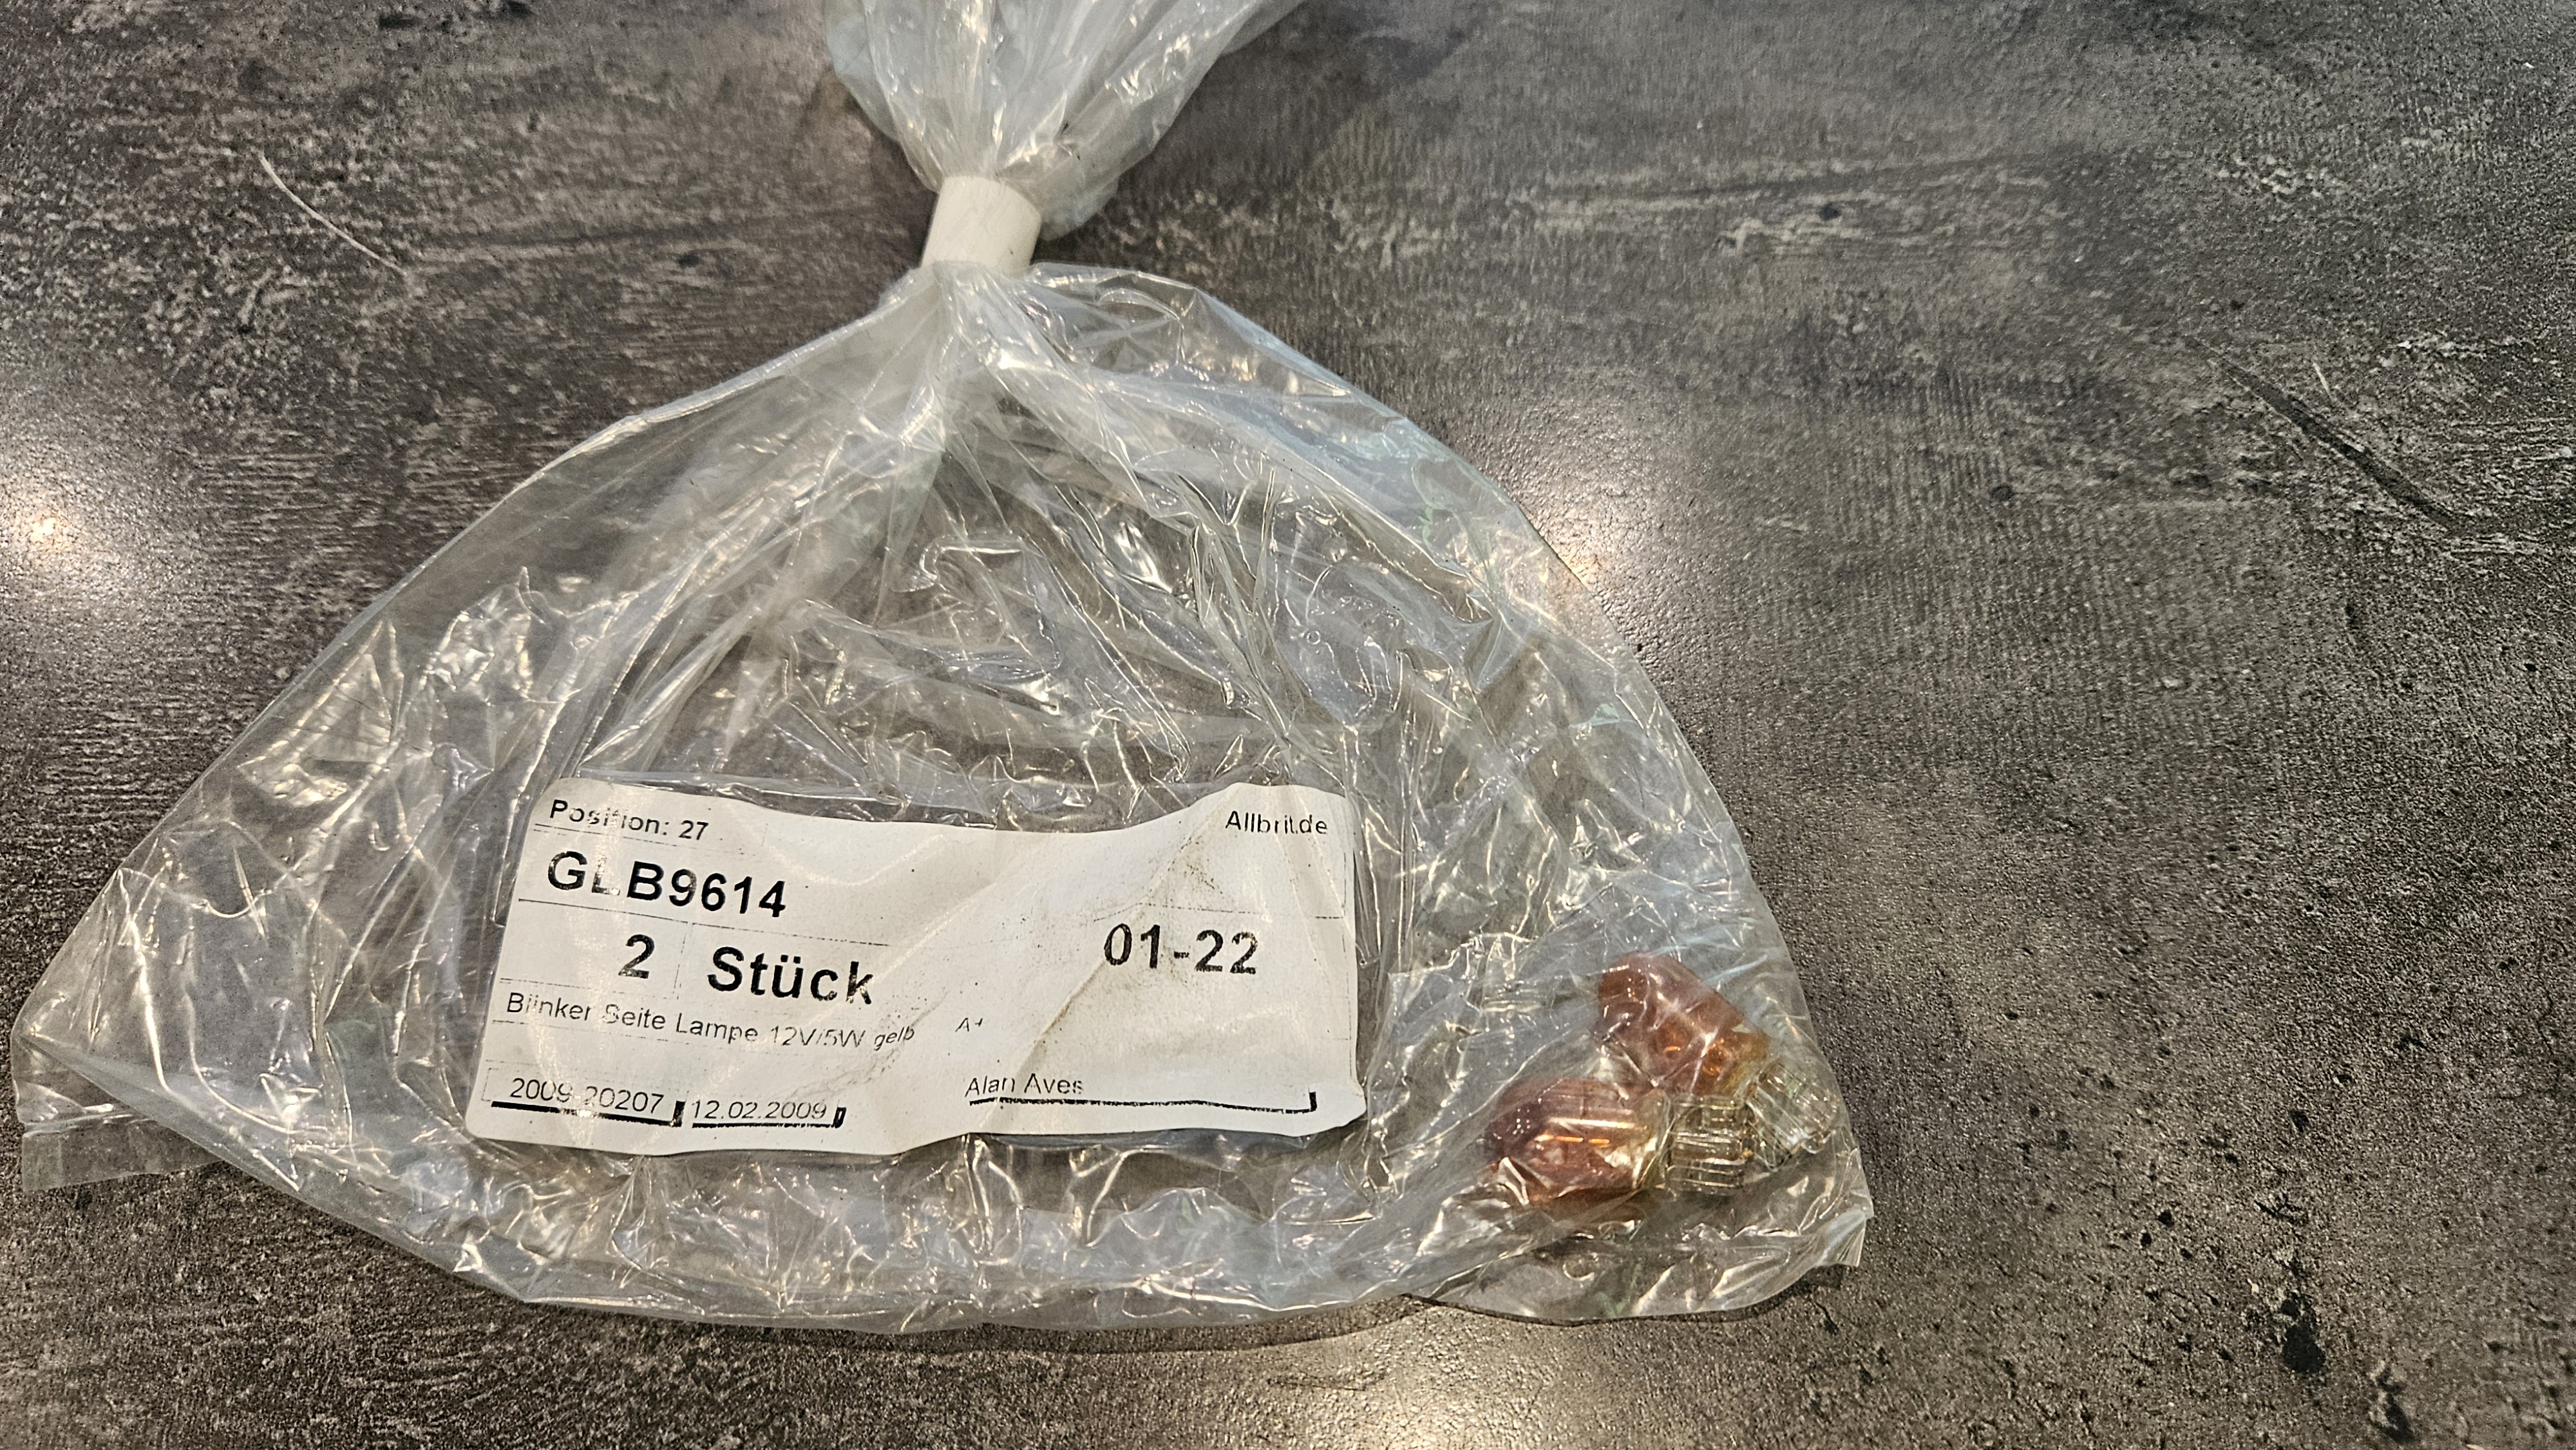 Position: 27
Allbrit.de
GLB9614
2 Stück
01-22
Blinker Seite Lampe 12V/5W gelb A+
2009-20207 12.02.2009
Alan Aves